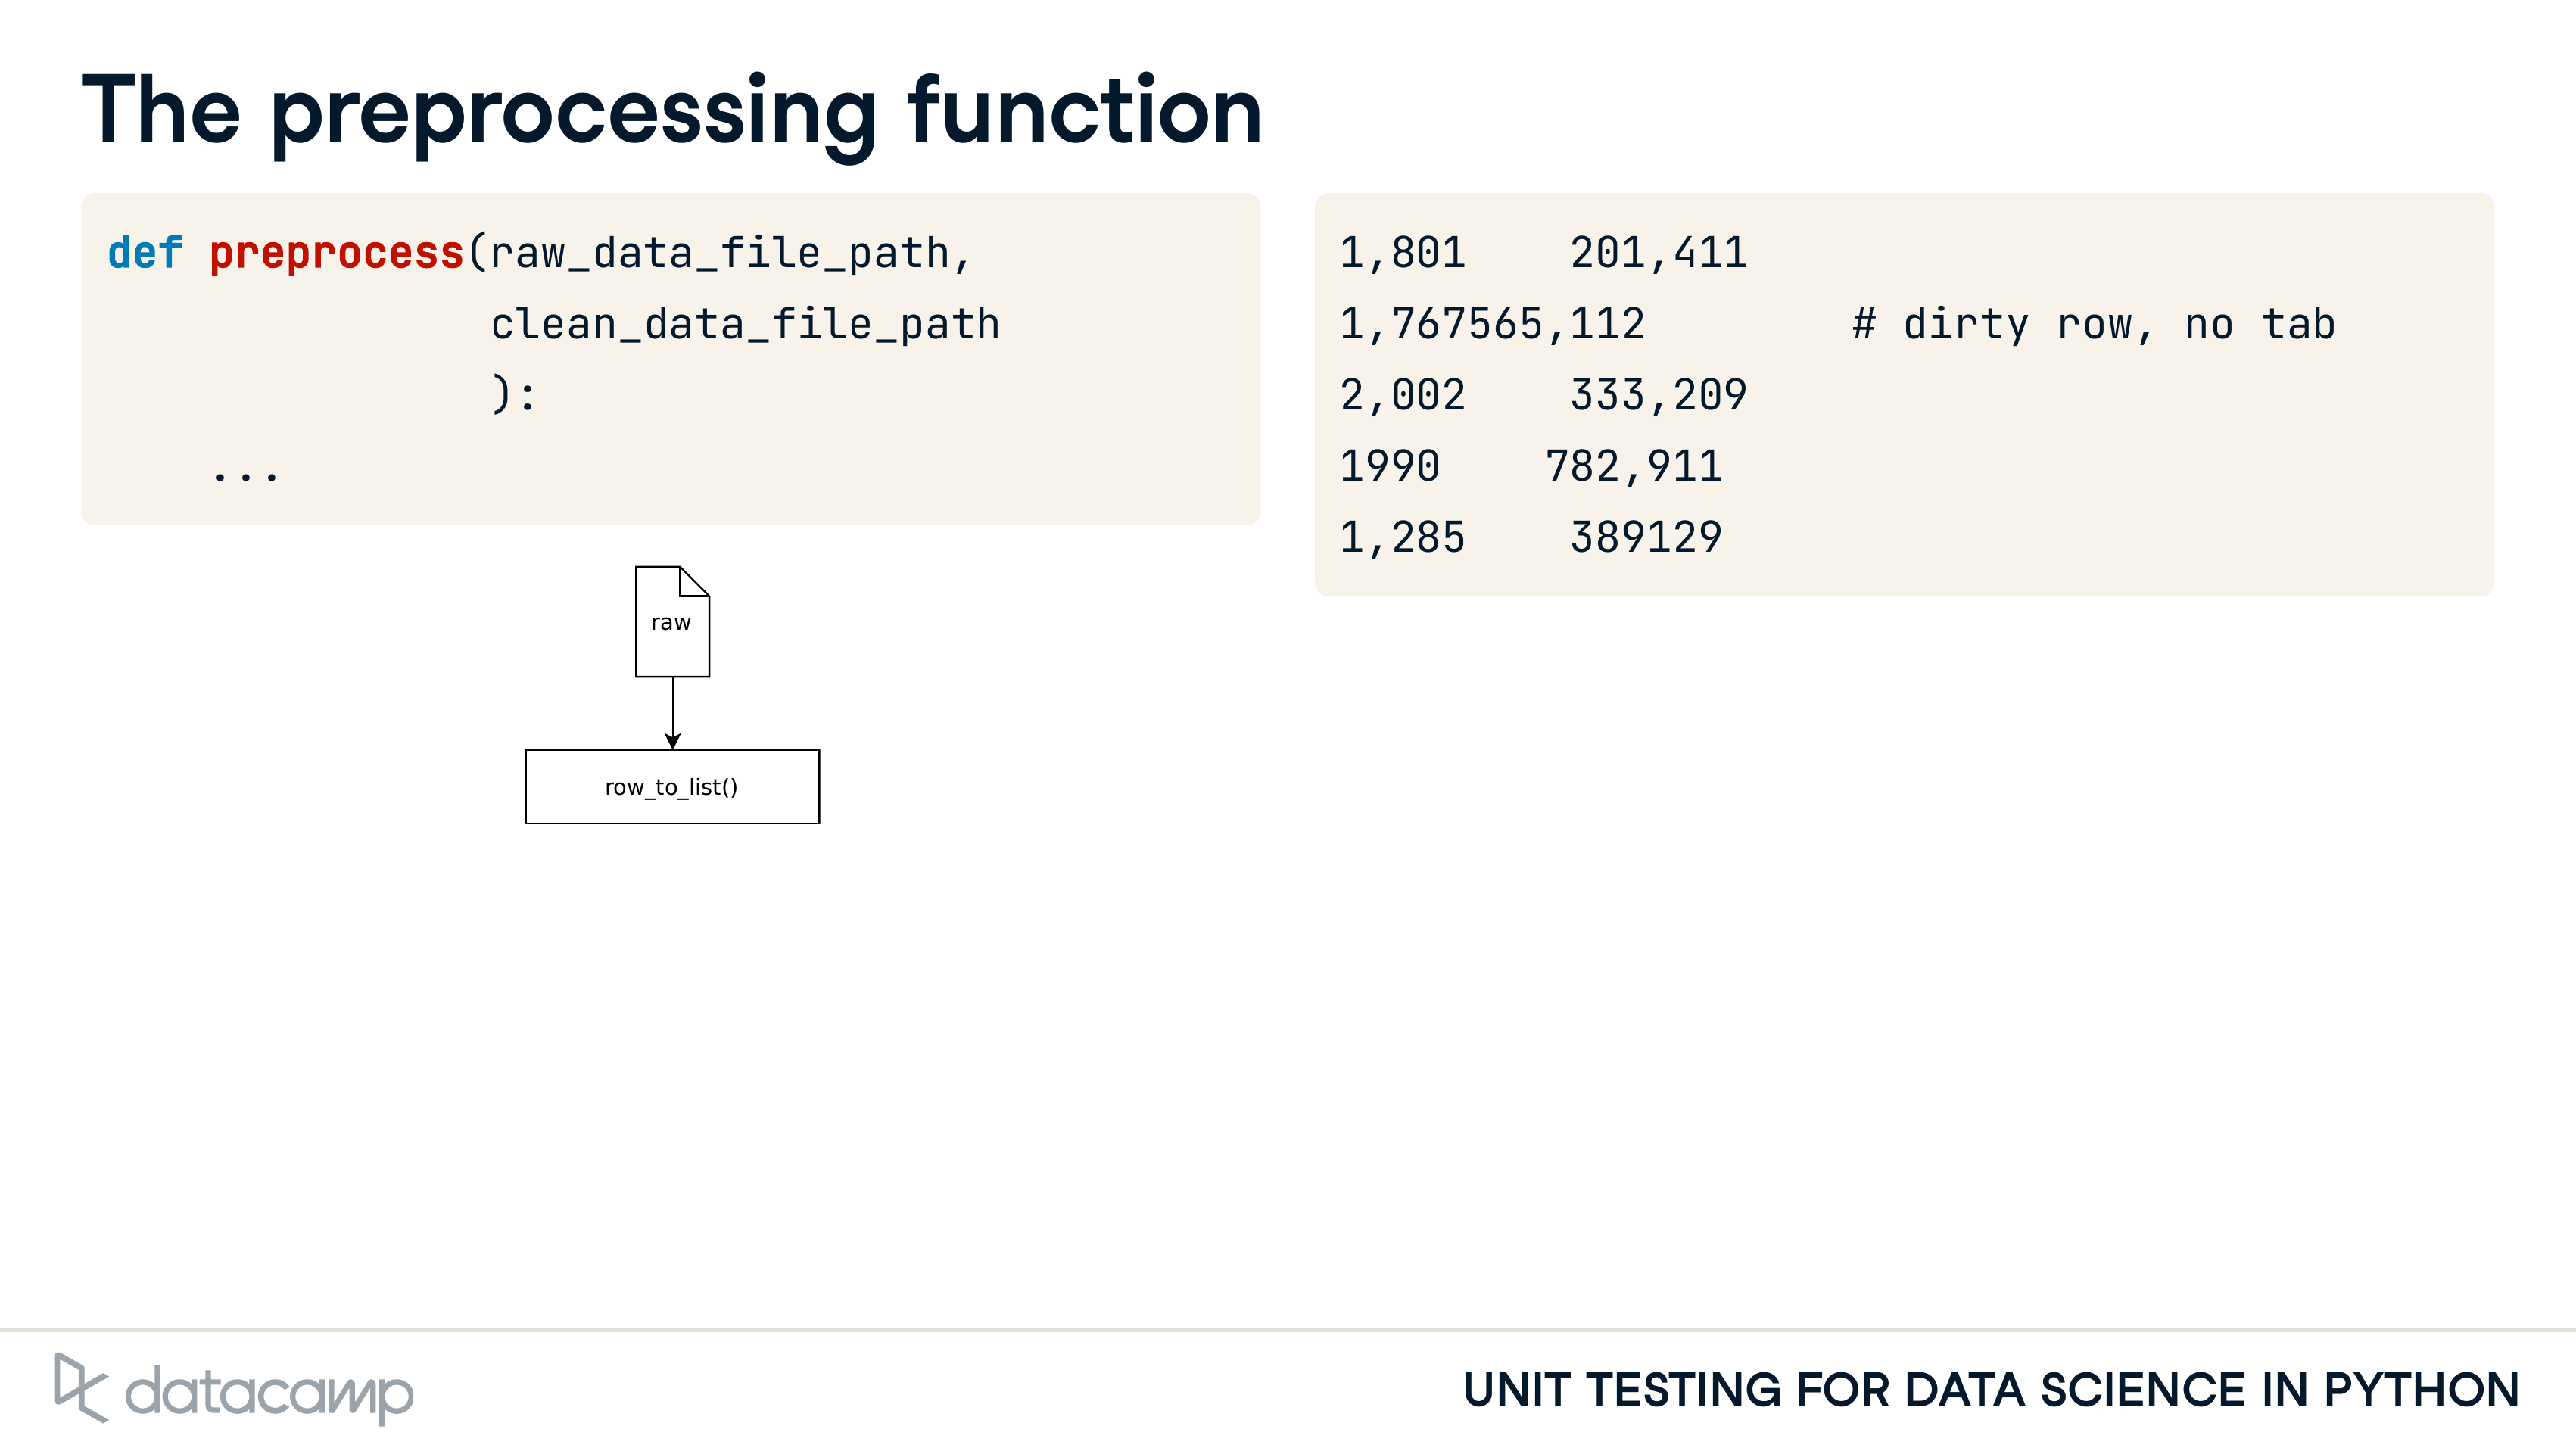 The preprocessing function
def preprocess(raw_data_file_path,
               clean_data_file_path
               ):
    ...
raw
row_to_list()
1,801    201,411
1,767565,112        # dirty row, no tab
2,002    333,209
1990    782,911
1,285    389129
datacamp
UNIT TESTING FOR DATA SCIENCE IN PYTHON